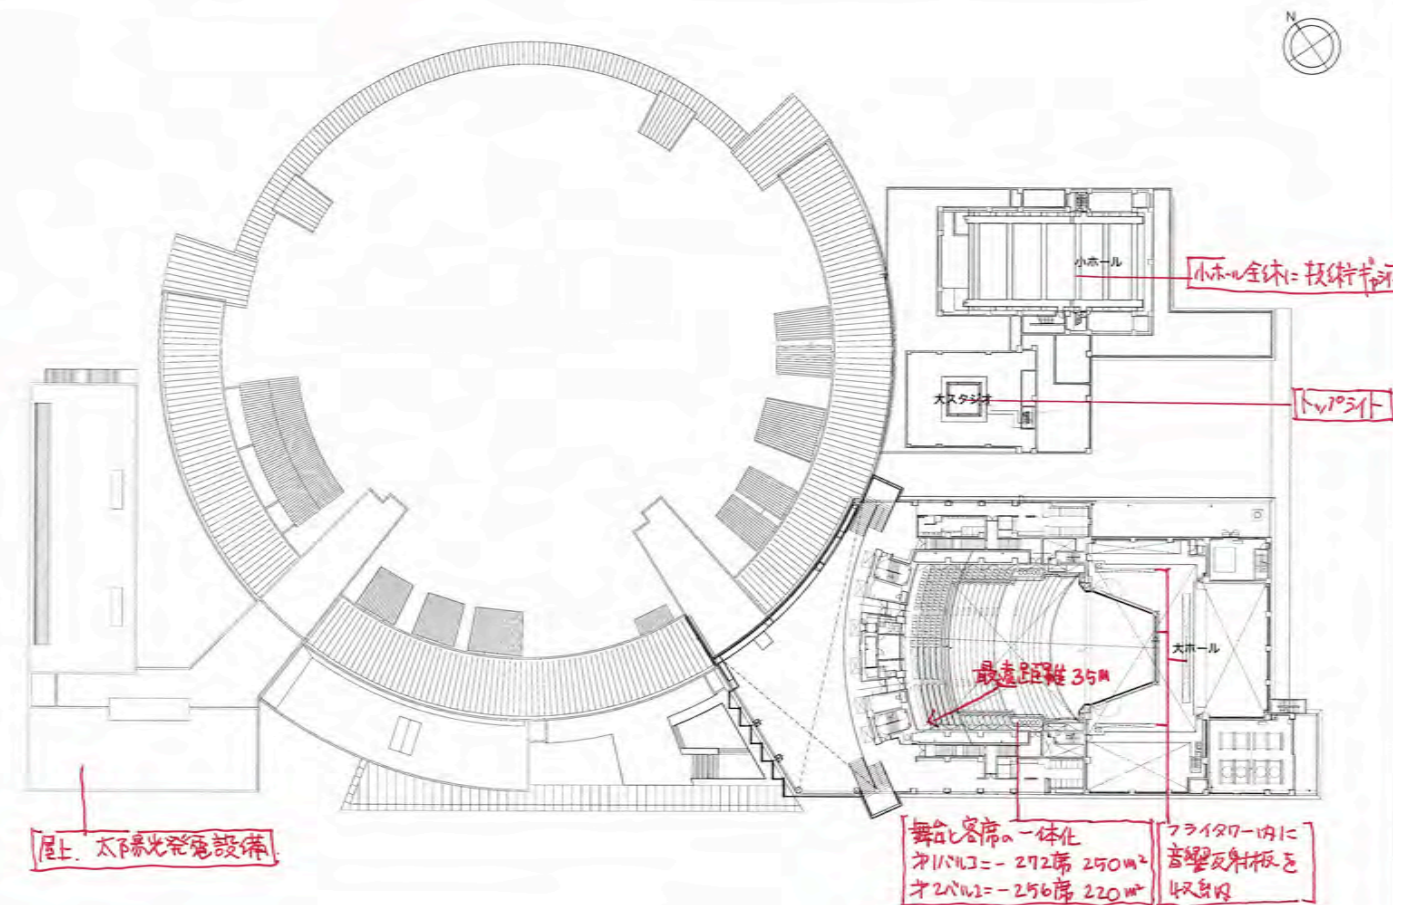 N
小ホール
小ホール全体に技術ギャラ
大スタジオ
トップライト
大ホール
最遠距離 35m
屋上. 太陽光発電設備
舞台と客席の一体化
才1バルコニー 272席 250m²
才2バルコニー 256席 220m²
フライタワー内に
音響反射板を
収納